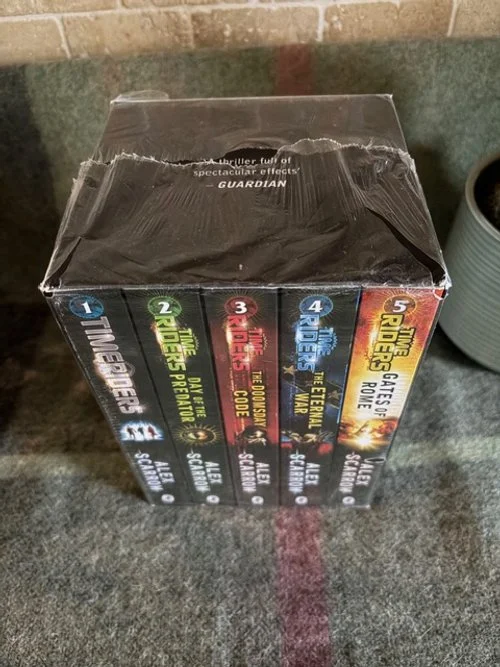 A thriller full of
spectacular effects'
– GUARDIAN
1
TIMERIDERS
ALEX
SCARROW
2
TIME
RIDERS
DAY OF THE
PREDATOR
ALEX
SCARROW
3
TIME
RIDERS
THE DOOMSDAY
CODE
ALEX
SCARROW
4
TIME
RIDERS
THE ETERNAL
WAR
ALEX
SCARROW
5
TIME
RIDERS
GATES OF
ROME
ALEX
SCARROW